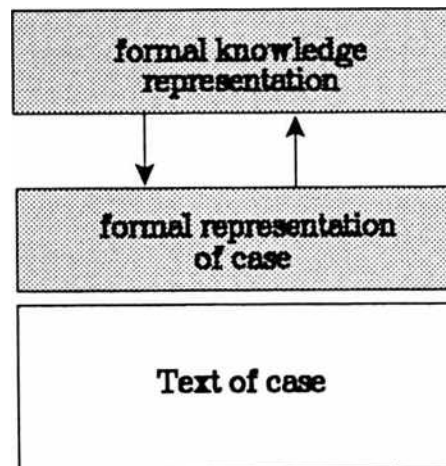 formal knowledge
representation
formal representation
of case
Text of case